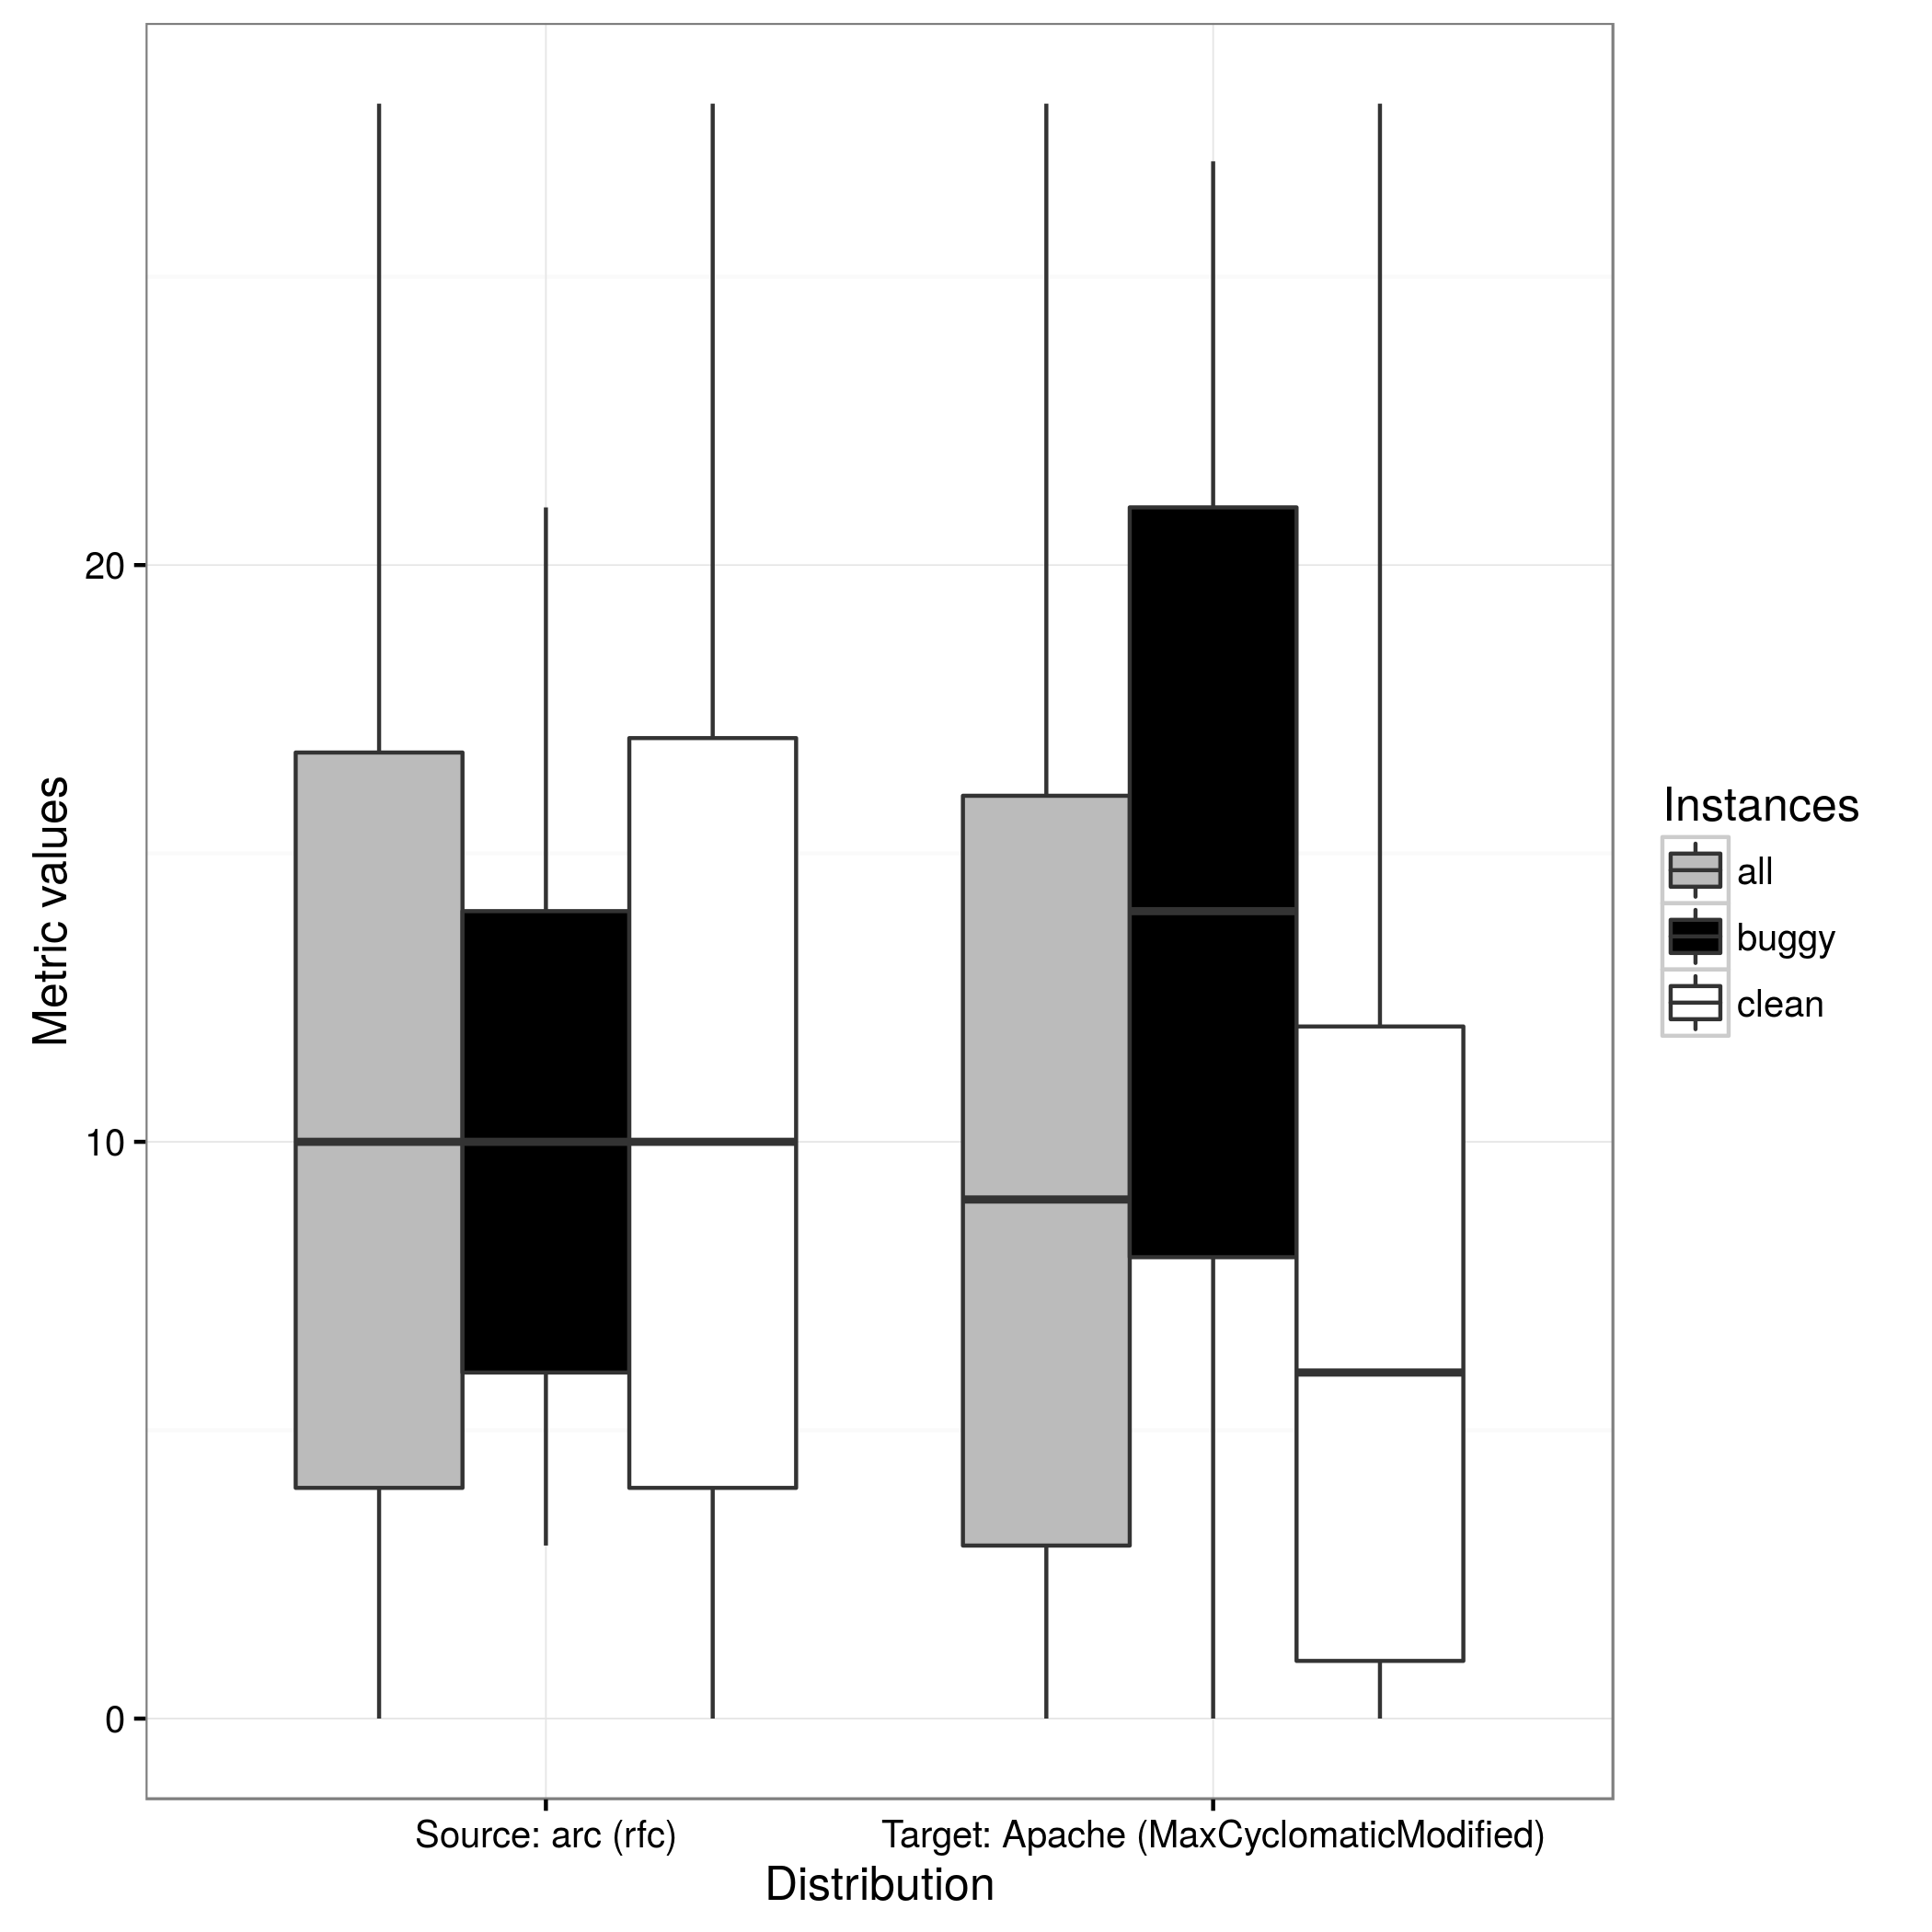 Metric values
20
10
0
Source: arc (rfc)
Target: Apache (MaxCyclomaticModified)
Distribution
Instances
all
buggy
clean